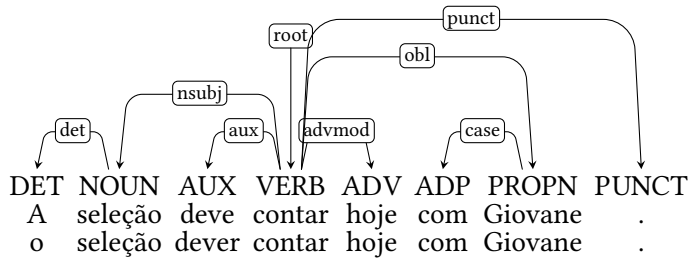 punct
root
obl
nsubj
det aux advmod case
DET NOUN AUX VERB ADV ADP PROPN PUNCT
A seleção deve contar hoje com Giovane .
o seleção dever contar hoje com Giovane .